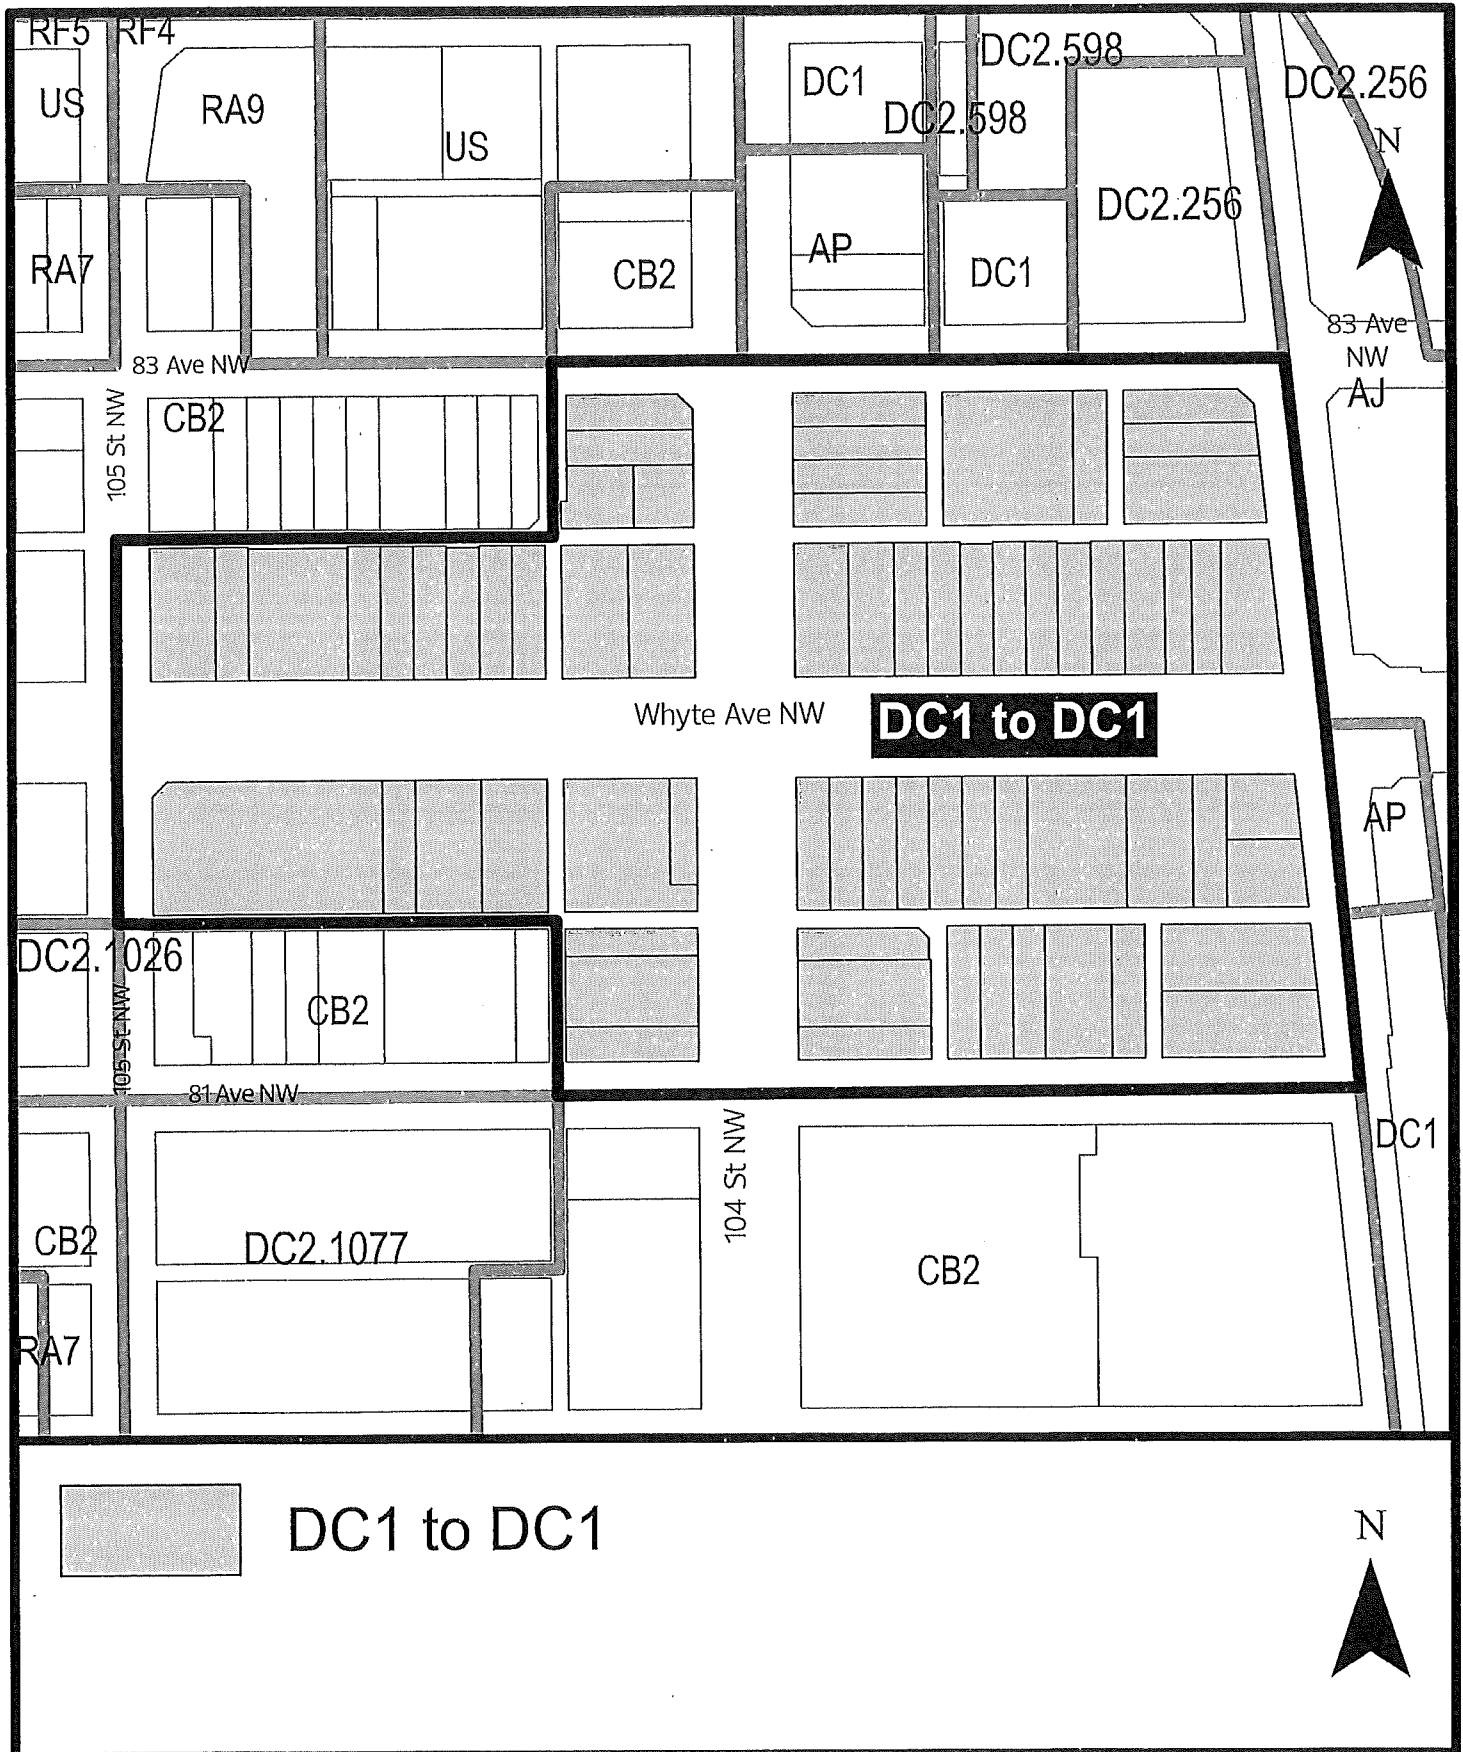 RF5
RF4
US
RA9
US
DC1
DC2.598
DC2.598
DC2.256
N
DC2.256
RA7
CB2
AP
DC1
83 Ave
NW
AJ
83 Ave NW
105 St NW
CB2
Whyte Ave NW
DC1 to DC1
AP
DC2.1026
105 St NW
CB2
81 Ave NW
104 St NW
DC1
CB2
DC2.1077
CB2
RA7
DC1 to DC1
N